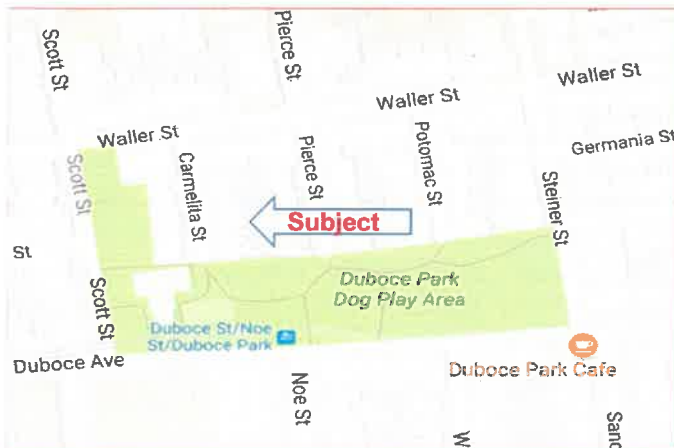 Scott St
Pierce St
Waller St
Waller St
Waller St
Germania St
Scott St
Carmelita St
Pierce St
Potomac St
Steiner St
Subject
St
Scott St
Duboce Park
Dog Play Area
Duboce St/Noe
St/Duboce Park
Duboce Ave
Duboce Park Cafe
Noe St
W
Sand